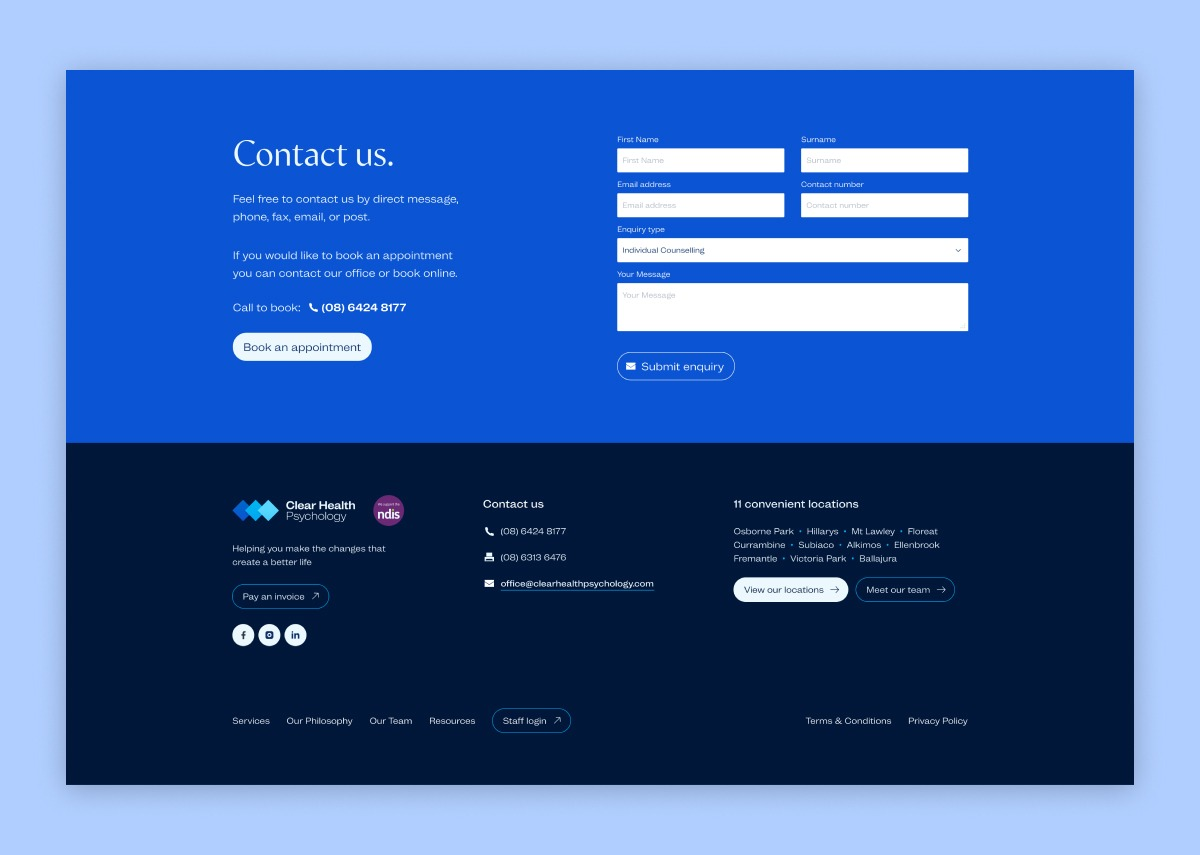 Contact us.
Feel free to contact us by direct message,
phone, fax, email, or post.
If you would like to book an appointment
you can contact our office or book online.
Call to book: (08) 6424 8177
Book an appointment
First Name
Surname
First Name
Surname
Email address
Contact number
Email address
Contact number
Enquiry type
Individual Counselling
Your Message
Your Message
Submit enquiry
Clear Health
Psychology
We support the
ndis
Helping you make the changes that
create a better life
Pay an invoice
Contact us
(08) 6424 8177
(08) 6313 6476
office@clearhealthpsychology.com
11 convenient locations
Osborne Park • Hillarys • Mt Lawley • Floreat
Currambine • Subiaco • Alkimos • Ellenbrook
Fremantle • Victoria Park • Ballajura
View our locations
Meet our team
Services
Our Philosophy
Our Team
Resources
Staff login
Terms & Conditions
Privacy Policy